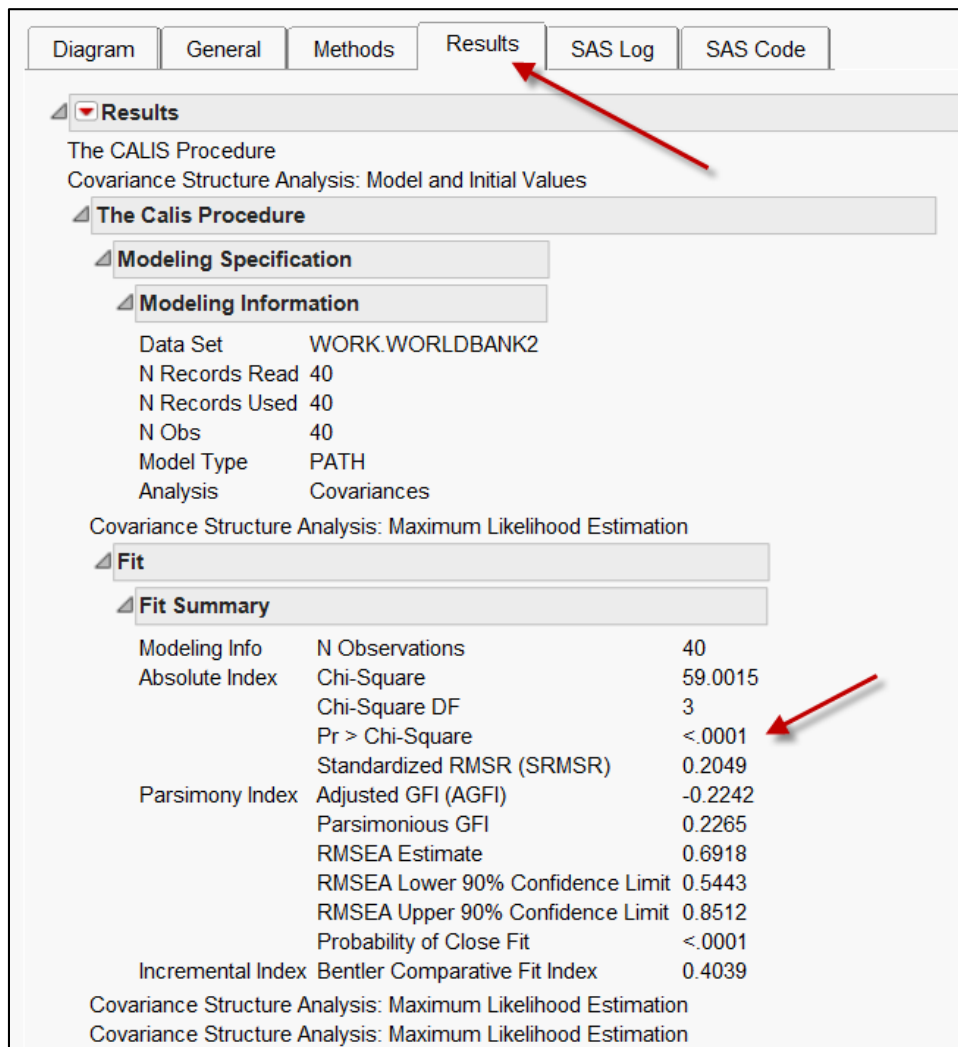 Diagram General Methods Results SAS Log SAS Code
Results
The CALIS Procedure
Covariance Structure Analysis: Model and Initial Values
The Calis Procedure
Modeling Specification
Modeling Information
Data Set WORK.WORLDBANK2
N Records Read 40
N Records Used 40
N Obs 40
Model Type PATH
Analysis Covariances
Covariance Structure Analysis: Maximum Likelihood Estimation
Fit
Fit Summary
Modeling Info N Observations 40
Absolute Index Chi-Square 59.0015
Chi-Square DF 3
Pr > Chi-Square <.0001
Standardized RMSR (SRMSR) 0.2049
Parsimony Index Adjusted GFI (AGFI) -0.2242
Parsimonious GFI 0.2265
RMSEA Estimate 0.6918
RMSEA Lower 90% Confidence Limit 0.5443
RMSEA Upper 90% Confidence Limit 0.8512
Probability of Close Fit <.0001
Incremental Index Bentler Comparative Fit Index 0.4039
Covariance Structure Analysis: Maximum Likelihood Estimation
Covariance Structure Analysis: Maximum Likelihood Estimation